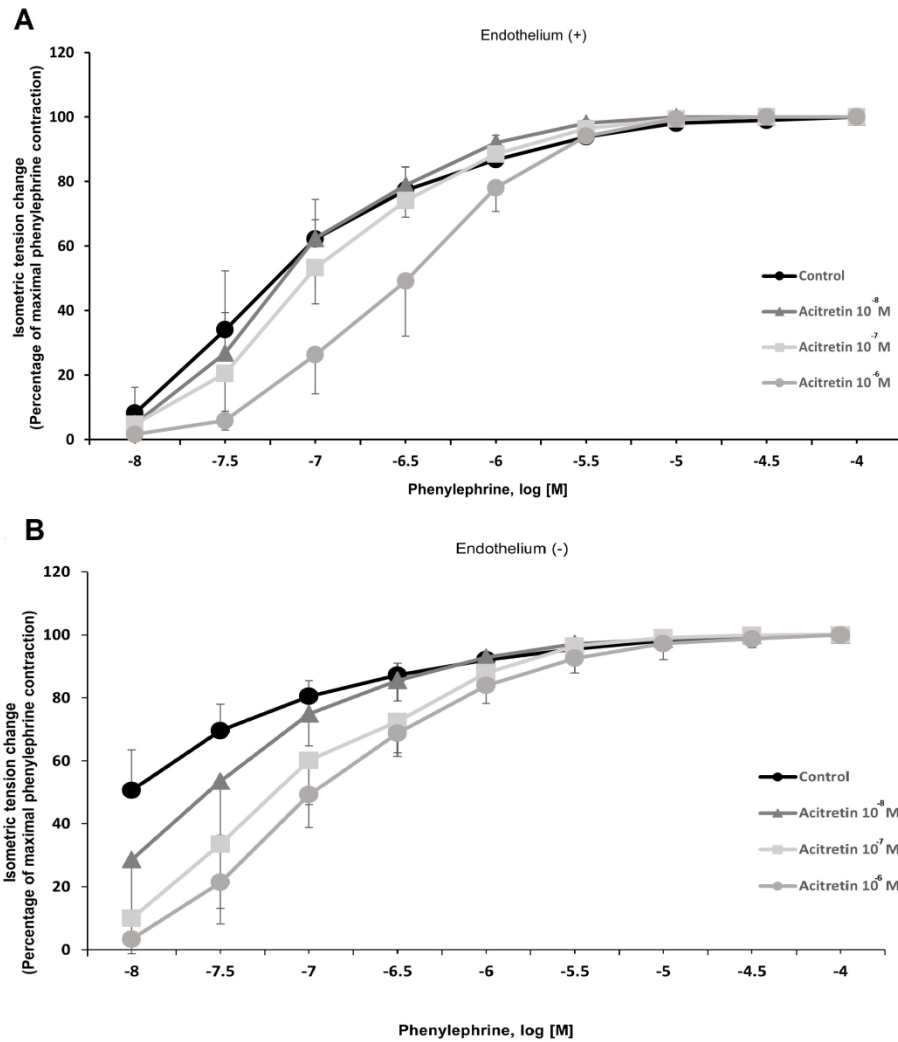 A
Endothelium (+)
Isometric tension change
(Percentage of maximal phenylephrine contraction)
120
100
80
60
40
20
0
-8 -7.5 -7 -6.5 -6 -5.5 -5 -4.5 -4
Phenylephrine, log [M]
Control
Acitretin 10⁻⁸ M
Acitretin 10⁻⁷ M
Acitretin 10⁻⁶ M
B
Endothelium (-)
Isometric tension change
(Percentage of maximal phenylephrine contraction)
120
100
80
60
40
20
0
-8 -7.5 -7 -6.5 -6 -5.5 -5 -4.5 -4
Phenylephrine, log [M]
Control
Acitretin 10⁻⁸ M
Acitretin 10⁻⁷ M
Acitretin 10⁻⁶ M